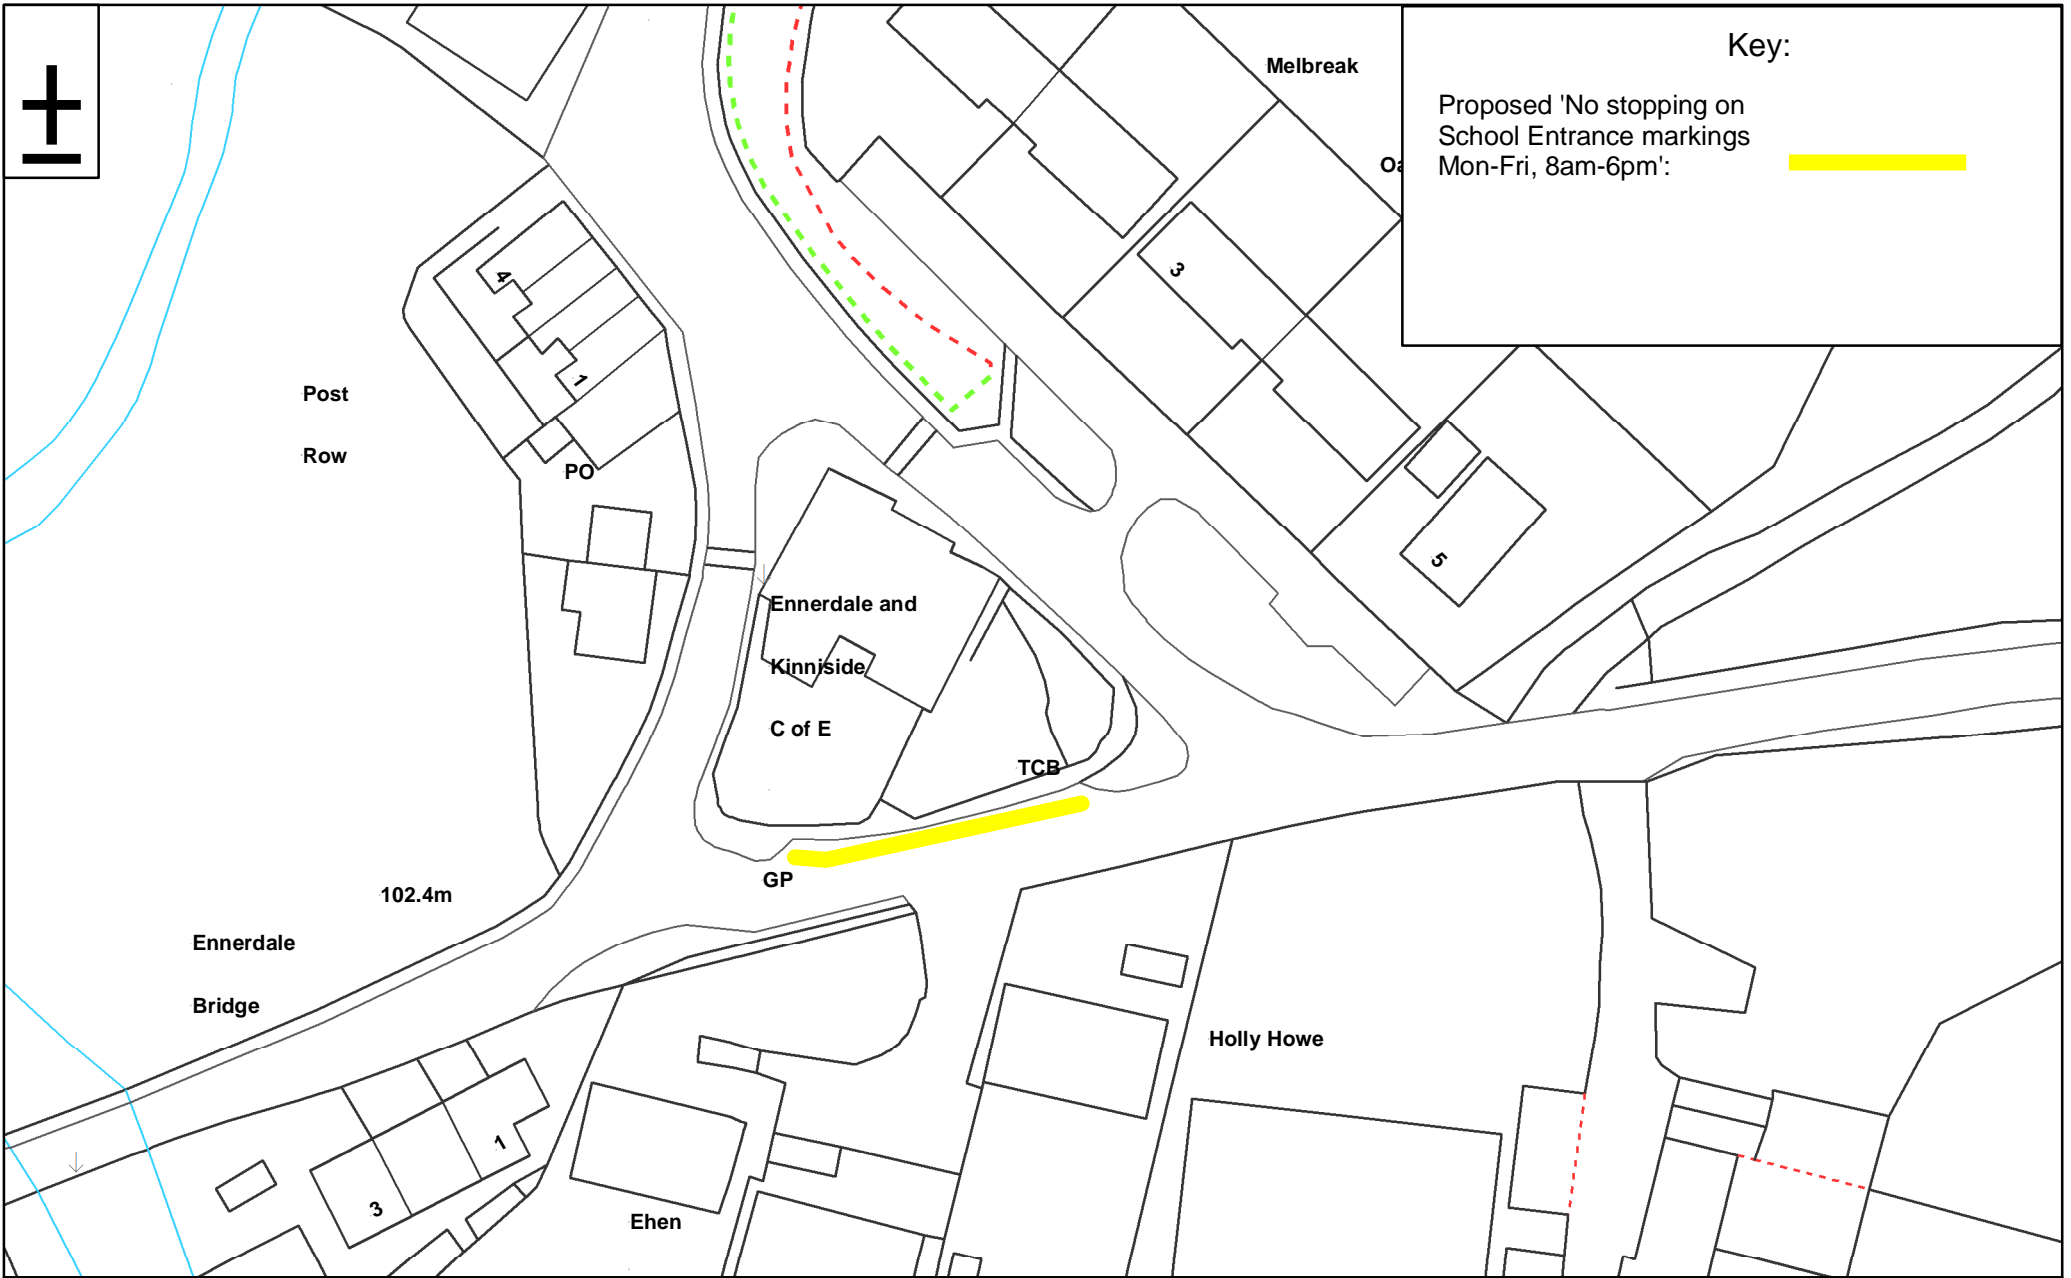 Key:
Proposed 'No stopping on
School Entrance markings
Mon-Fri, 8am-6pm':
Melbreak
3
4
1
Post
Row
PO
5
Ennerdale and
Kinniside
C of E
TCB
GP
102.4m
Ennerdale
Bridge
Holly Howe
1
3
Ehen